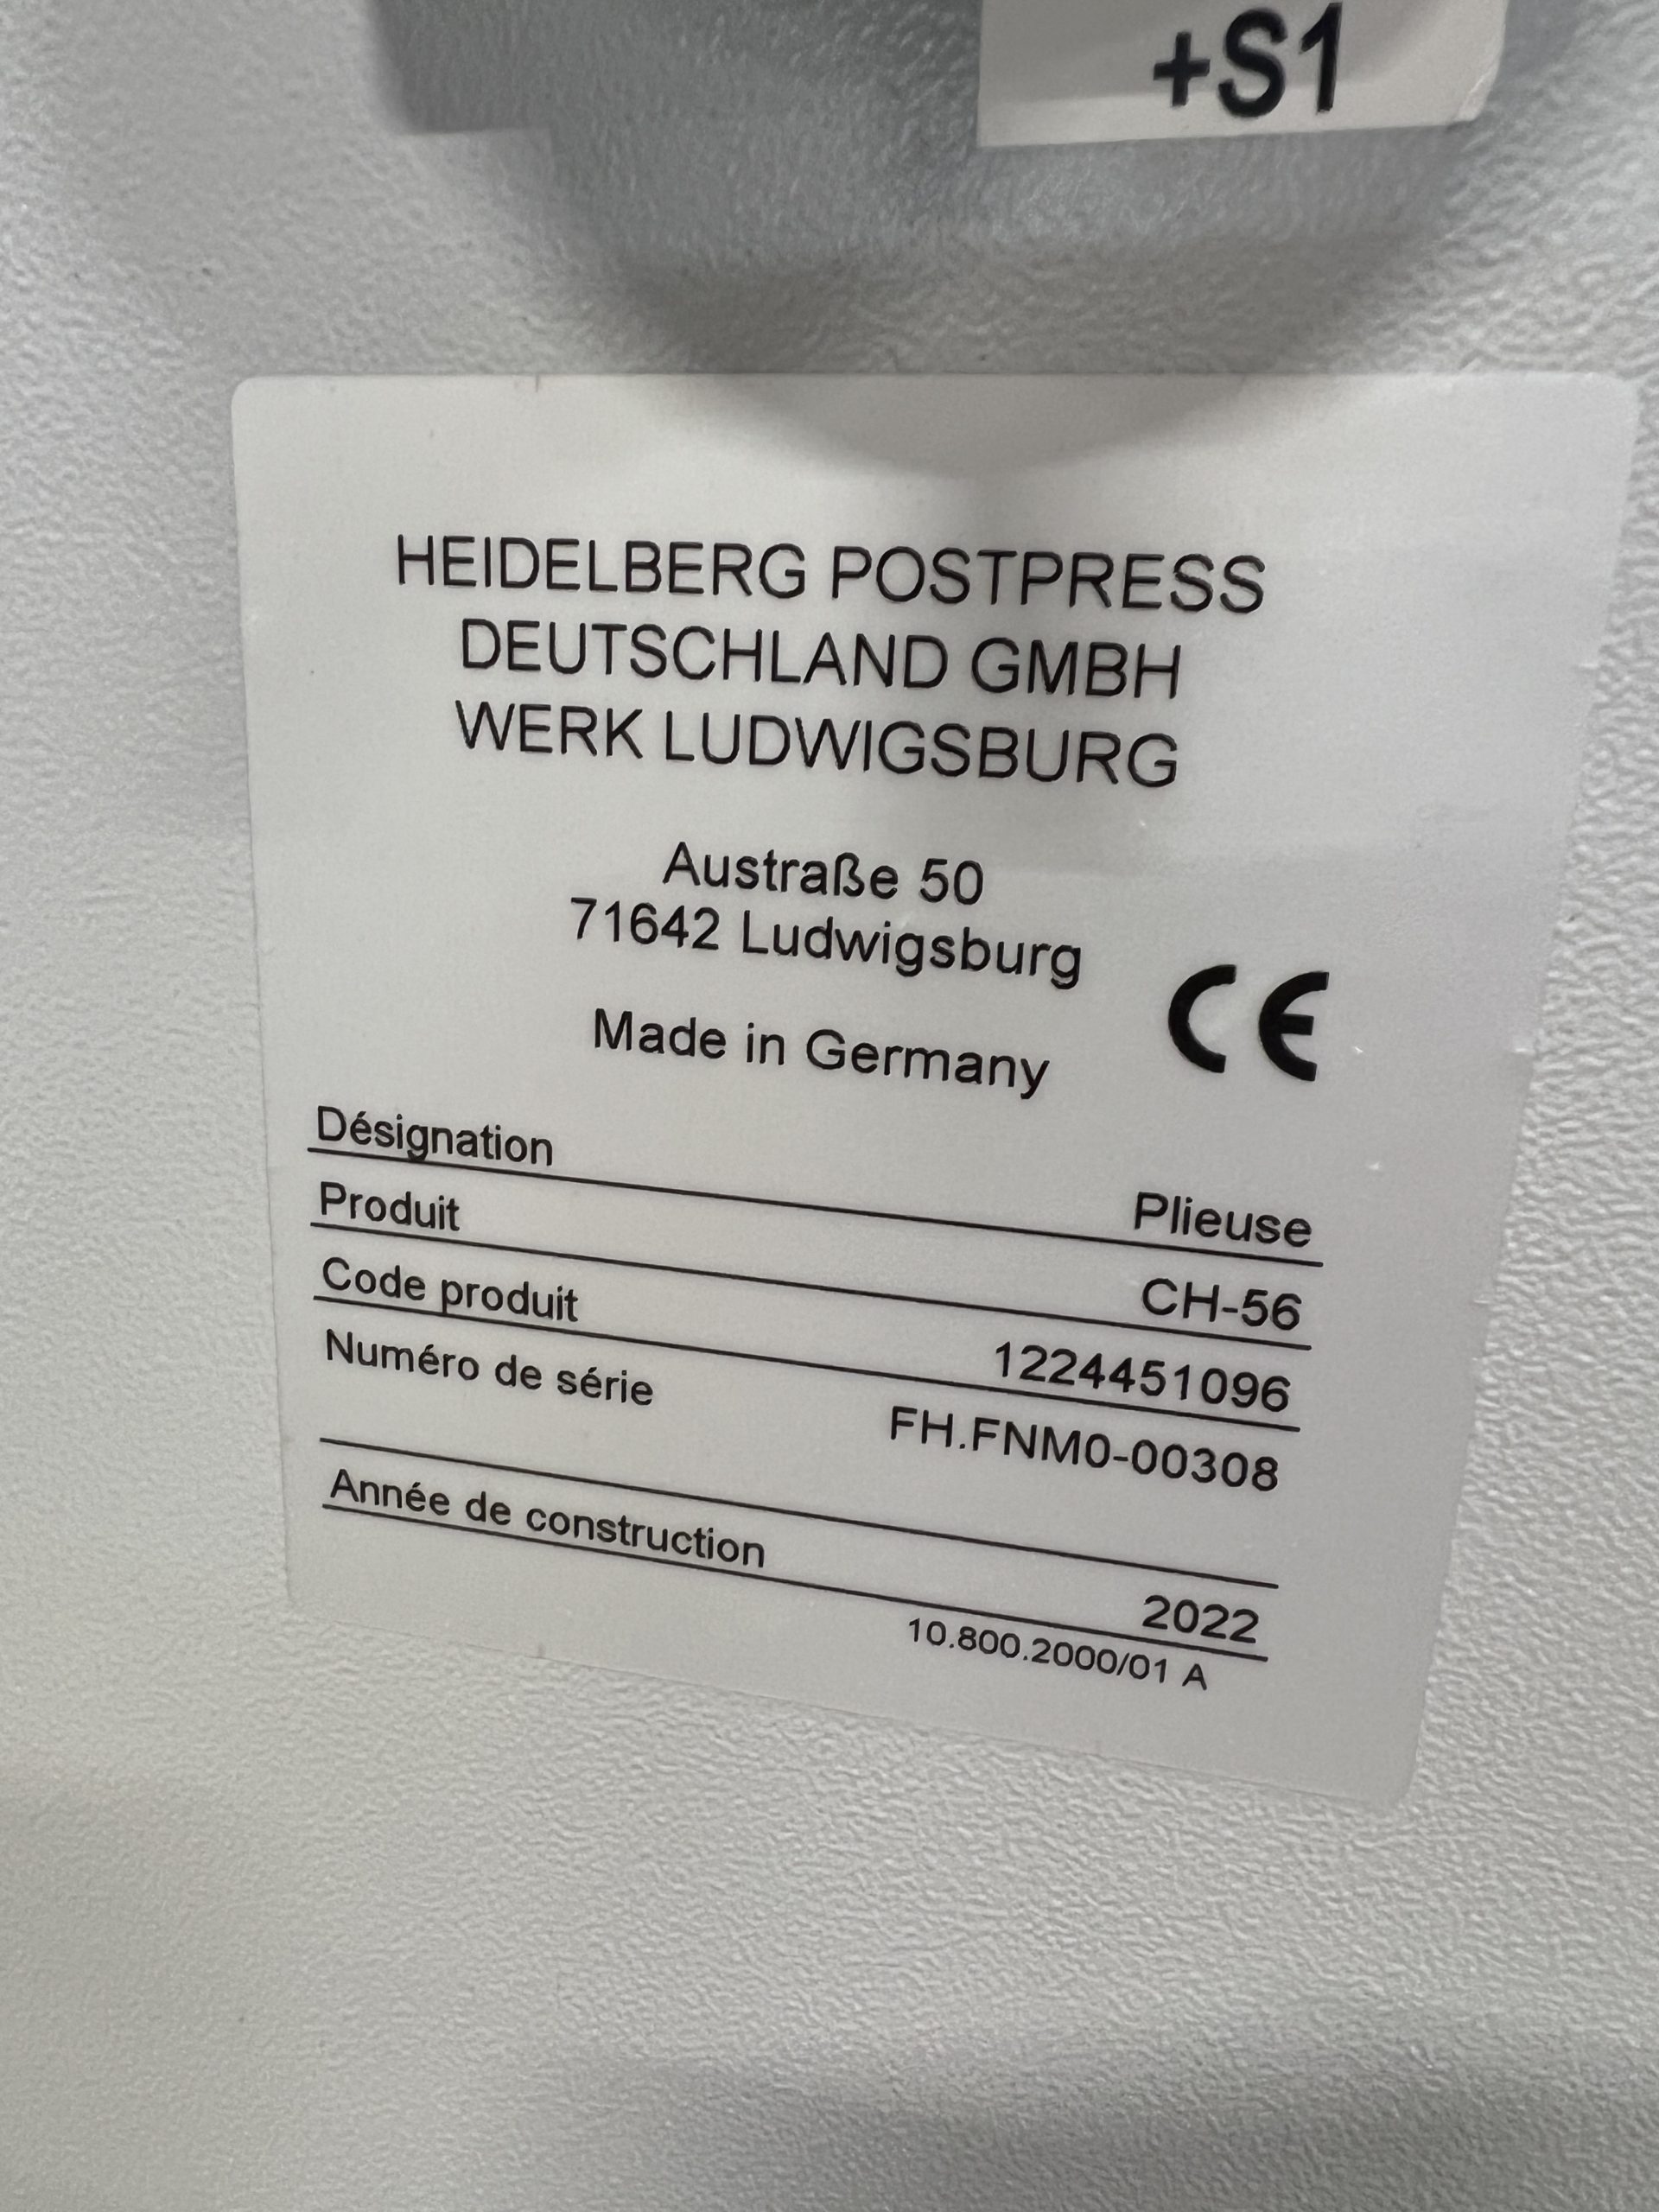 +S1
HEIDELBERG POSTPRESS
DEUTSCHLAND GMBH
WERK LUDWIGSBURG
Austraße 50
71642 Ludwigsburg
Made in Germany CE
Désignation Plieuse
Produit CH-56
Code produit 1224451096
Numéro de série FH.FNM0-00308
Année de construction 2022
10.800.2000/01 A